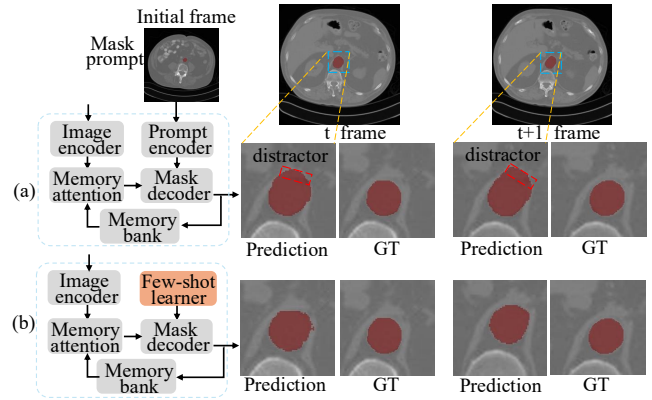 Initial frame
Mask
prompt
t frame
t+1 frame
(a)
Image
encoder
Prompt
encoder
Memory
attention
Mask
decoder
Memory
bank
distractor
Prediction
GT
distractor
Prediction
GT
(b)
Image
encoder
Few-shot
learner
Memory
attention
Mask
decoder
Memory
bank
Prediction
GT
Prediction
GT